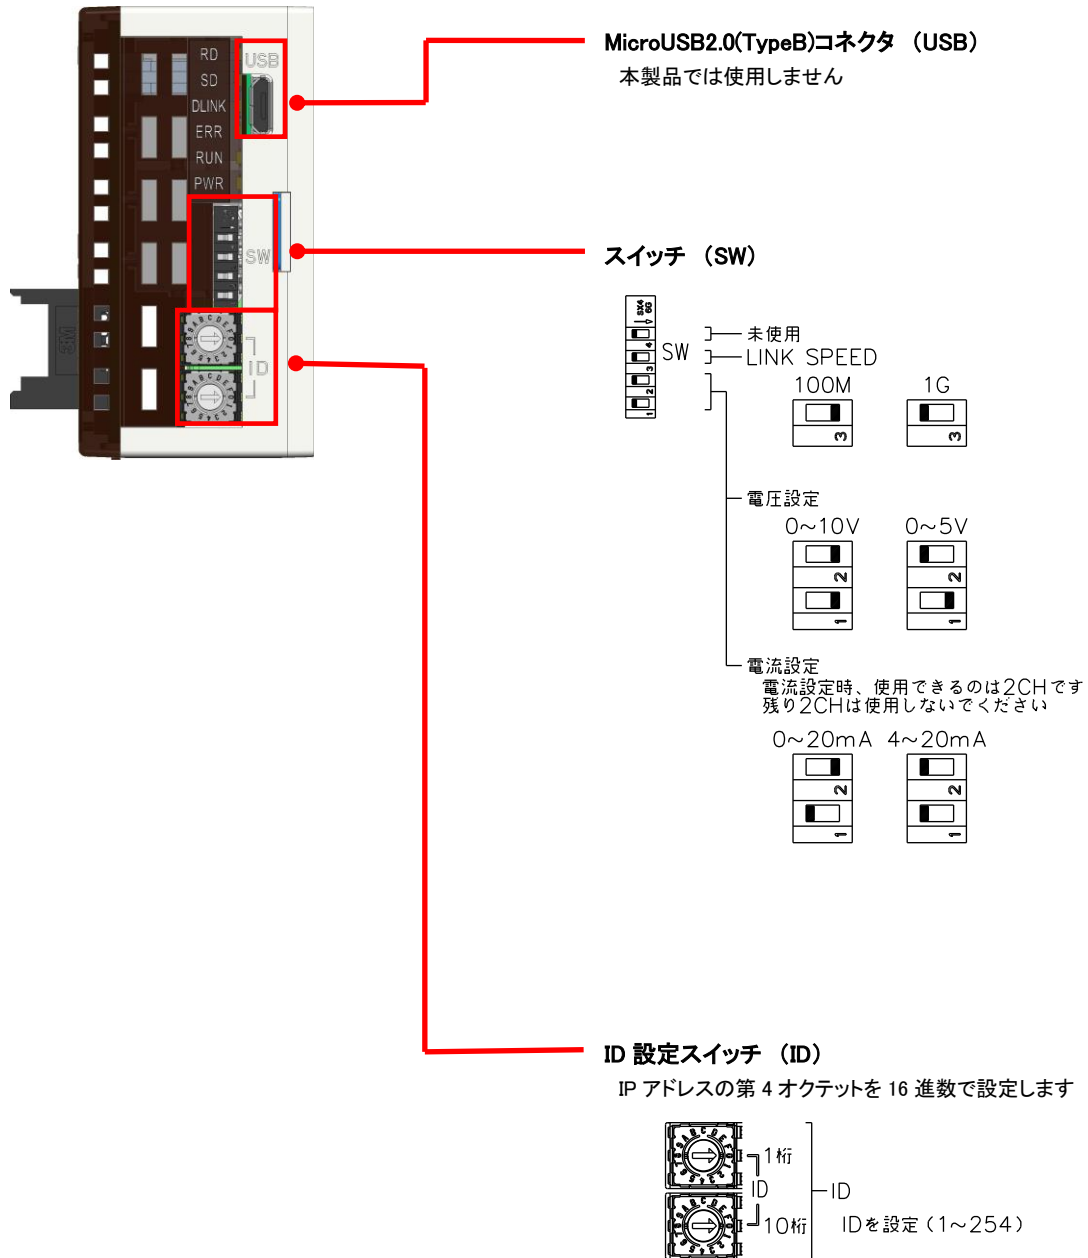 MicroUSB2.0(TypeB)コネクタ （USB）
本製品では使用しません
RD
SD
DLINK
ERR
RUN
PWR
USB
SW
ID
3M
スイッチ （SW）
SW
4
3
2
1
未使用
LINK SPEED
100M
1G
3
3
電圧設定
0~10V
0~5V
2
2
1
1
電流設定
電流設定時、使用できるのは2CHです
残り2CHは使用しないでください
0~20mA
4~20mA
2
2
1
1
ID 設定スイッチ （ID）
IP アドレスの第 4 オクテットを 16 進数で設定します
1桁
ID
10桁
ID
IDを設定（1～254）